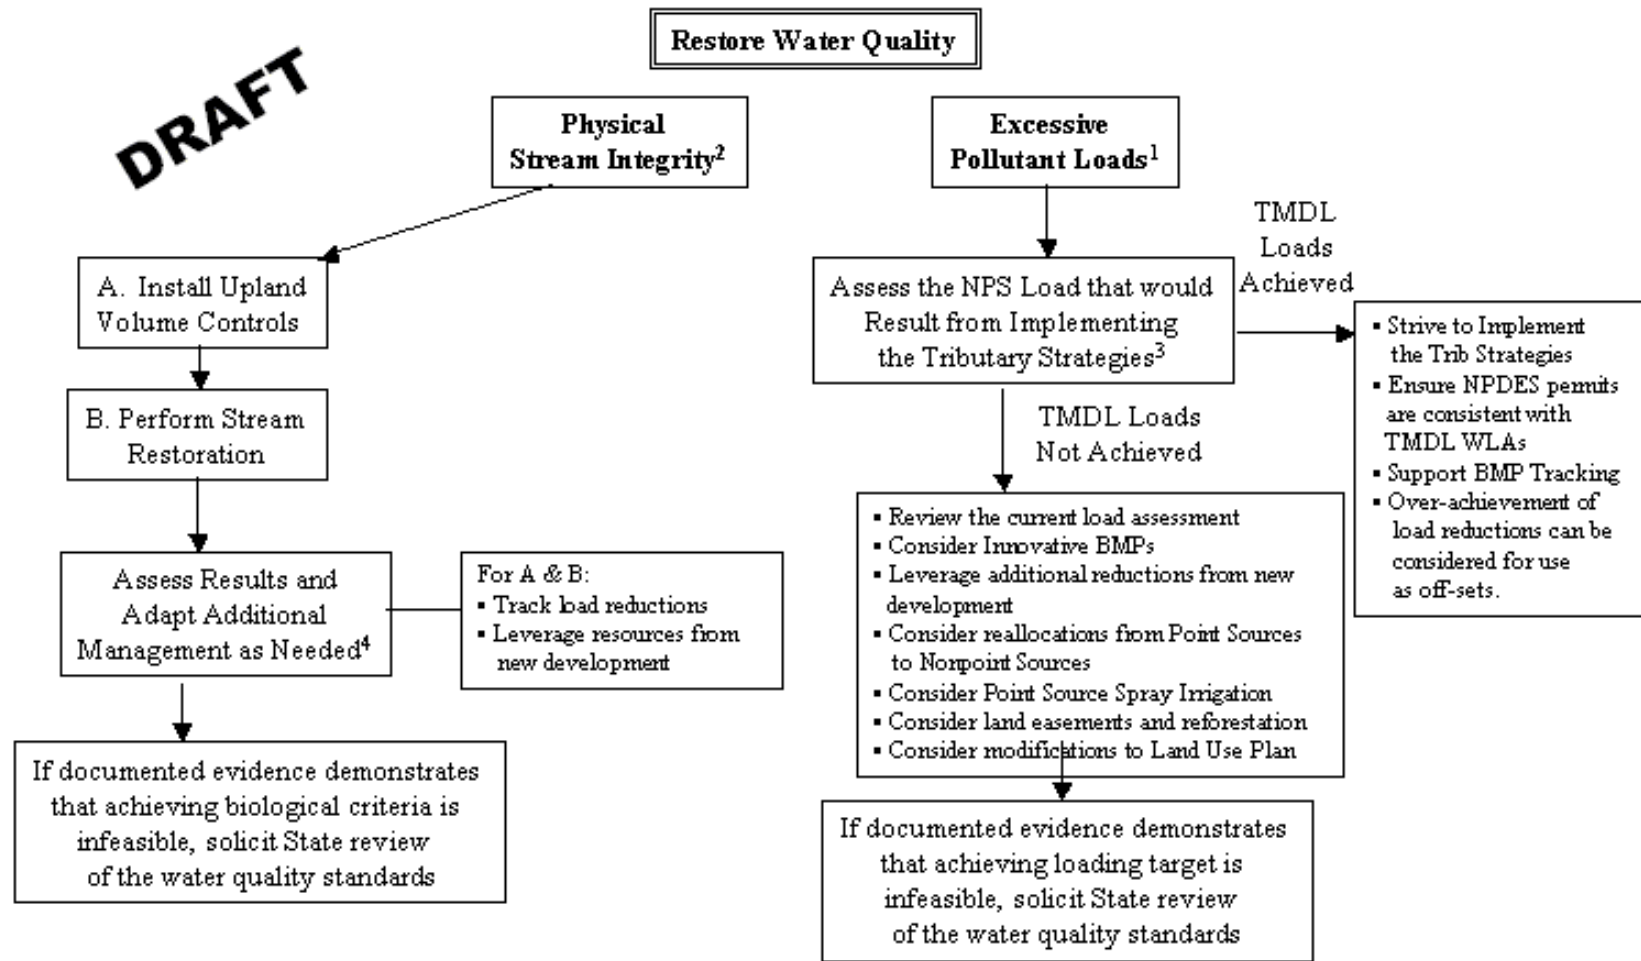 Restore Water Quality
DRAFT
Physical
Stream Integrity²
Excessive
Pollutant Loads¹
TMDL
Loads
Achieved
A. Install Upland
Volume Controls
Assess the NPS Load that would
Result from Implementing
the Tributary Strategies³
▪ Strive to Implement
the Trib Strategies
▪ Ensure NPDES permits
are consistent with
TMDL WLAs
▪ Support BMP Tracking
▪ Over-achievement of
load reductions can be
considered for use
as off-sets.
B. Perform Stream
Restoration
TMDL Loads
Not Achieved
Assess Results and
Adapt Additional
Management as Needed⁴
For A & B:
▪ Track load reductions
▪ Leverage resources from
new development
▪ Review the current load assessment
▪ Consider Innovative BMPs
▪ Leverage additional reductions from new
development
▪ Consider reallocations from Point Sources
to Nonpoint Sources
▪ Consider Point Source Spray Irrigation
▪ Consider land easements and reforestation
▪ Consider modifications to Land Use Plan
If documented evidence demonstrates
that achieving biological criteria is
infeasible, solicit State review
of the water quality standards
If documented evidence demonstrates
that achieving loading target is
infeasible, solicit State review
of the water quality standards